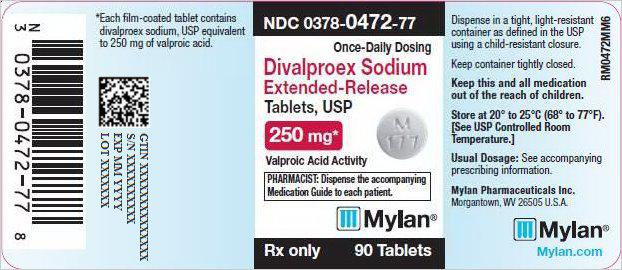 N
3 0378-0472-77 8
*Each film-coated tablet contains
divalproex sodium, USP equivalent
to 250 mg of valproic acid.
GTIN XXXXXXXXXXXXXX
S/N XXXXXXXXX
EXP MM YYYY
LOT XXXXXXX
NDC 0378-0472-77
Once-Daily Dosing
Divalproex Sodium
Extended-Release
Tablets, USP
250 mg*
M
177
Valproic Acid Activity
PHARMACIST: Dispense the accompanying
Medication Guide to each patient.
Mylan®
Rx only 90 Tablets
Dispense in a tight, light-resistant
container as defined in the USP
using a child-resistant closure.
Keep container tightly closed.
Keep this and all medication
out of the reach of children.
Store at 20° to 25°C (68° to 77°F).
[See USP Controlled Room
Temperature.]
Usual Dosage: See accompanying
prescribing information.
Mylan Pharmaceuticals Inc.
Morgantown, WV 26505 U.S.A.
Mylan®
Mylan.com
RM0472MM6